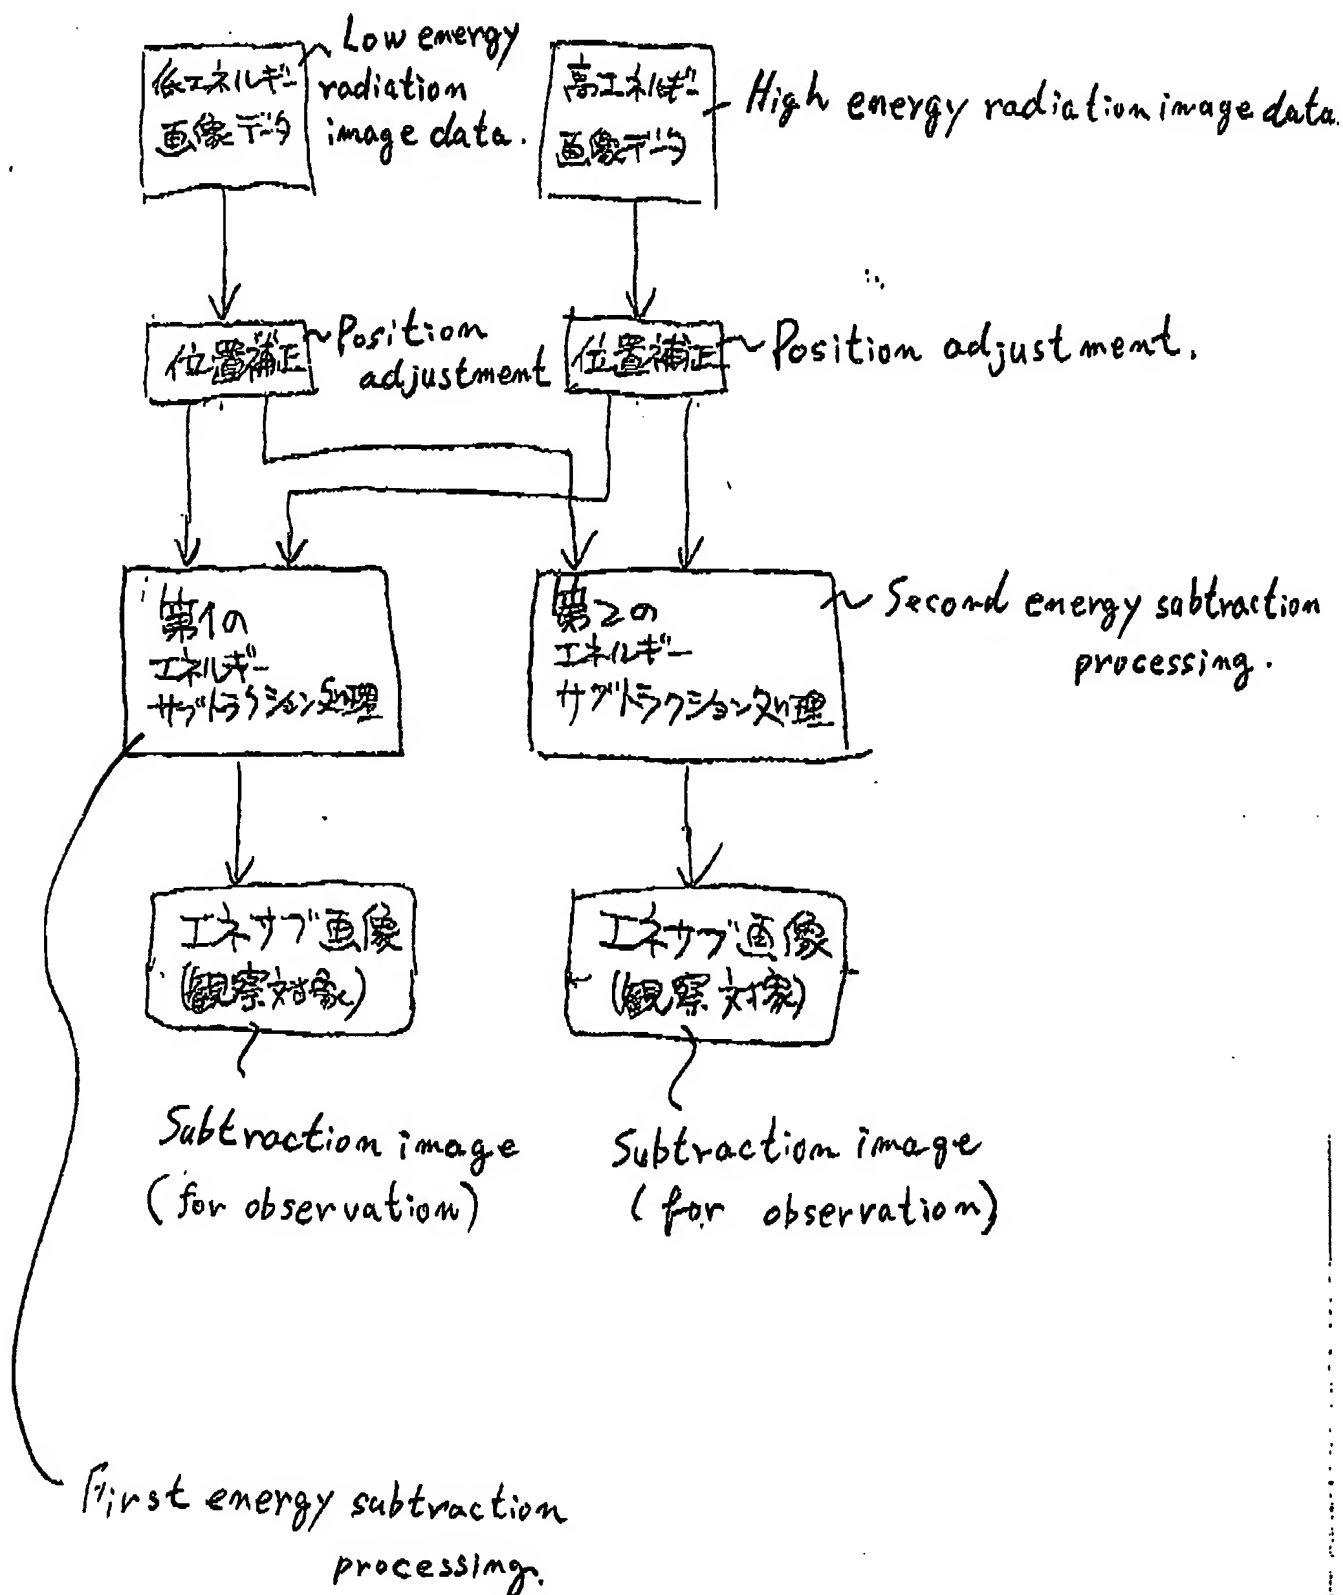 低エネルギー
画像データ
Low energy
radiation
image data.
高エネルギー
画像データ
High energy radiation image data.
位置補正
Position
adjustment
位置補正
Position adjustment.
第1の
エネルギー
サブトラクション処理
第2の
エネルギー
サブトラクション処理
Second energy subtraction
processing.
エネサブ画像
(観察対象)
エネサブ画像
(観察対象)
Subtraction image
(for observation)
Subtraction image
(for observation)
First energy subtraction
processing.